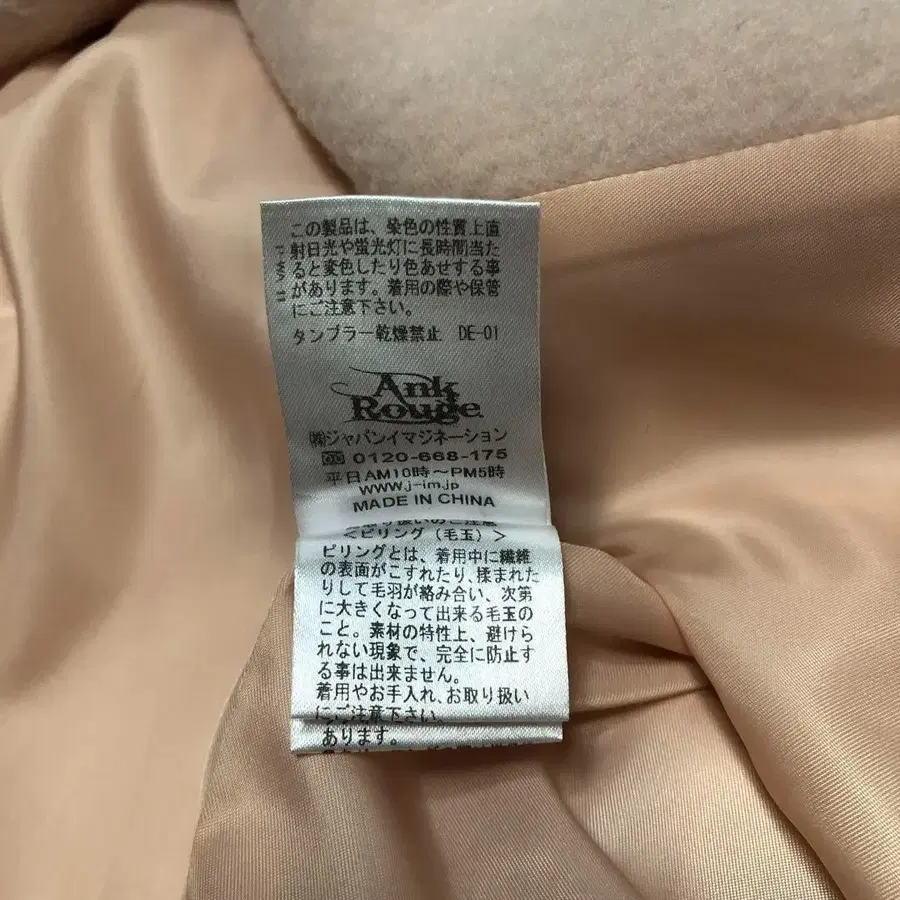 この製品は、染色の性質上直
射日光や蛍光灯に長時間当た
ると変色したり色あせする事
があります。着用の際や保管
にご注意下さい。
タンブラー乾燥禁止 DE-01
Ank
Rouge
㈱ジャパンイマジネーション
0120-668-175
平日AM10時～PM5時
www.j-im.jp
MADE IN CHINA
お取り扱いのご注意
＜ピリング（毛玉）＞
ピリングとは、着用中に繊維
の表面がこすれたり、揉まれた
りして毛羽が絡み合い、次第
に大きくなって出来る毛玉の
こと。素材の特性上、避けら
れない現象で、完全に防止す
る事は出来ません。
着用やお手入れ、お取り扱い
にご注意下さい。
あります。